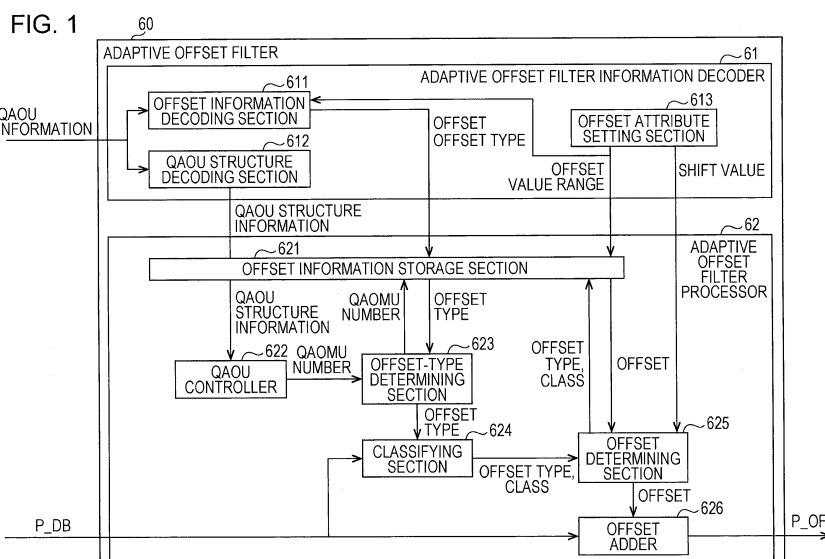 FIG. 1
60
ADAPTIVE OFFSET FILTER
61
ADAPTIVE OFFSET FILTER INFORMATION DECODER
611
OFFSET INFORMATION
DECODING SECTION
613
OFFSET ATTRIBUTE
SETTING SECTION
QAOU
INFORMATION
612
QAOU STRUCTURE
DECODING SECTION
OFFSET
OFFSET TYPE
OFFSET
VALUE RANGE
SHIFT VALUE
QAOU STRUCTURE
INFORMATION
62
ADAPTIVE
OFFSET
FILTER
PROCESSOR
621
OFFSET INFORMATION STORAGE SECTION
QAOU
STRUCTURE
INFORMATION
QAOMU
NUMBER
OFFSET
TYPE
622
QAOU
CONTROLLER
QAOMU
NUMBER
623
OFFSET-TYPE
DETERMINING
SECTION
OFFSET
TYPE,
CLASS
OFFSET
OFFSET
TYPE
624
CLASSIFYING
SECTION
OFFSET TYPE,
CLASS
625
OFFSET
DETERMINING
SECTION
OFFSET
626
OFFSET
ADDER
P_DB
P_OF